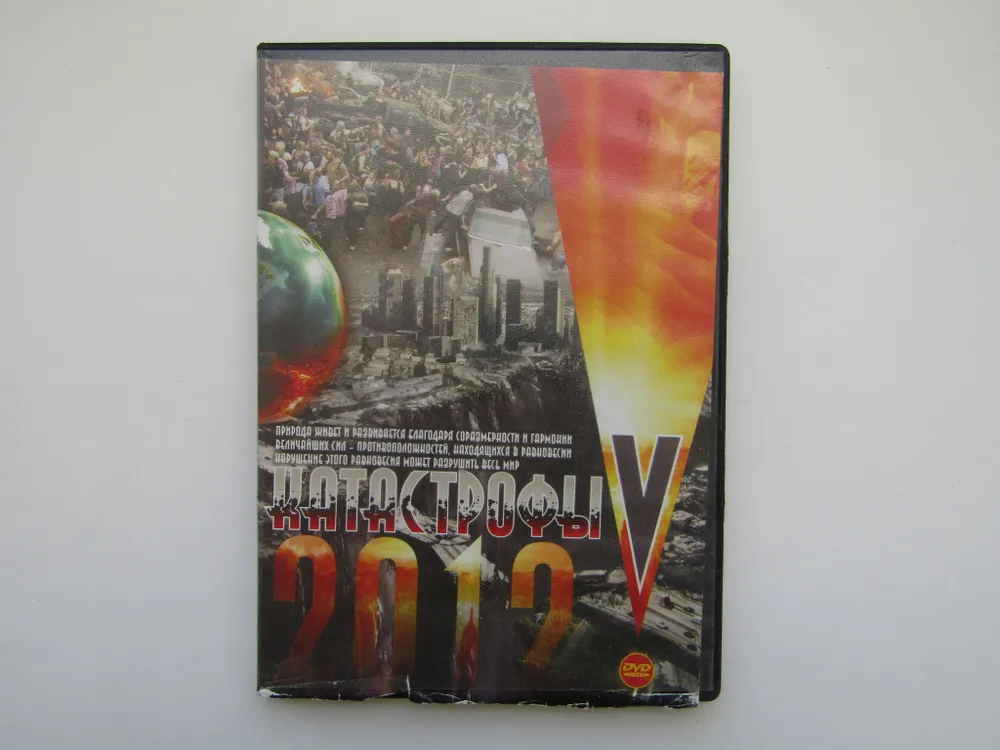 ПРИРОДА ЖИВЕТ И РАЗВИВАЕТСЯ БЛАГОДАРЯ СОРАЗМЕРНОСТИ И ГАРМОНИИ
ВЕЛИЧАЙШИХ СИЛ - ПРОТИВОПОЛОЖНОСТЕЙ, НАХОДЯЩИХСЯ В РАВНОВЕСИИ
НАРУШЕНИЕ ЭТОГО РАВНОВЕСИЯ МОЖЕТ РАЗРУШИТЬ ВЕСЬ МИР
КАТАСТРОФЫ V
2012
DVD
VIDEO